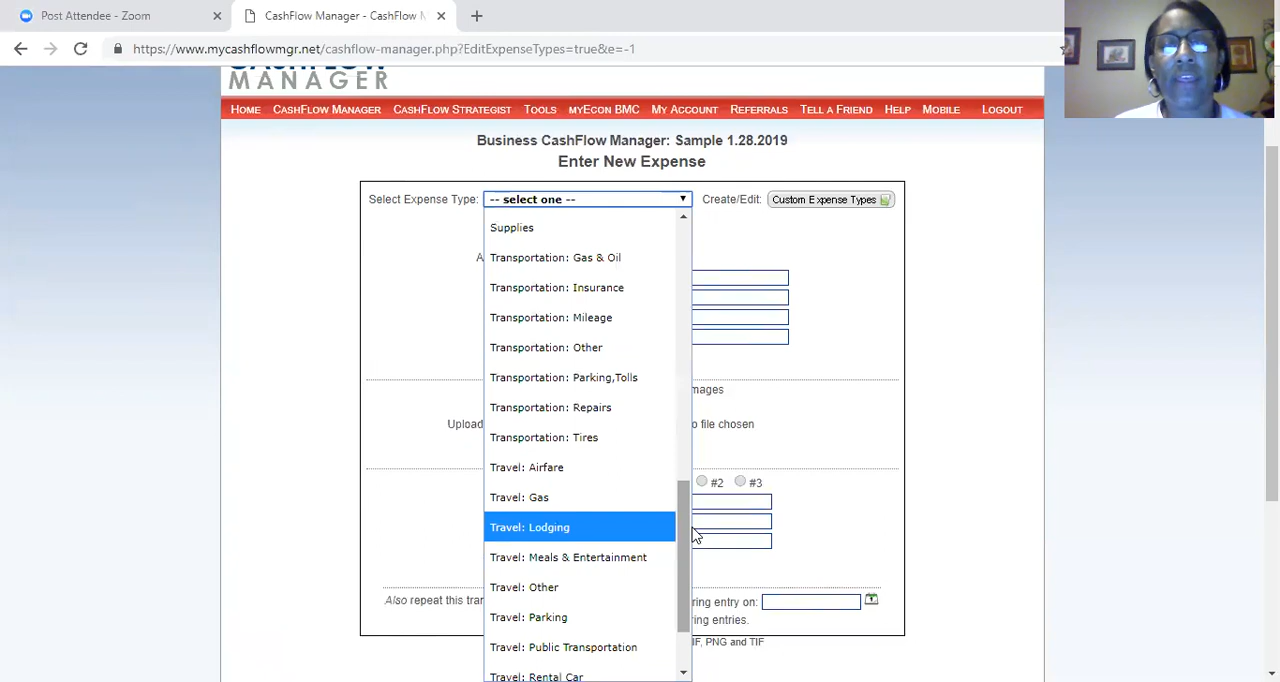 Post Attendee - Zoom
CashFlow Manager - CashFlow M
https://www.mycashflowmgr.net/cashflow-manager.php?EditExpenseTypes=true&e=-1
CASHFLOW
MANAGER
HOME CASHFLOW MANAGER CASHFLOW STRATEGIST TOOLS MYECON BMC MY ACCOUNT REFERRALS TELL A FRIEND HELP MOBILE LOGOUT
Business CashFlow Manager: Sample 1.28.2019
Enter New Expense
Select Expense Type: -- select one -- Create/Edit: Custom Expense Types
Supplies
A Transportation: Gas & Oil
Transportation: Insurance
Transportation: Mileage
Transportation: Other
Transportation: Parking,Tolls
mages
Transportation: Repairs
Upload o file chosen
Transportation: Tires
Travel: Airfare
#2 #3
Travel: Gas
Travel: Lodging
Travel: Meals & Entertainment
Travel: Other
Also repeat this tran ring entry on:
Travel: Parking ring entries.
IF, PNG and TIF
Travel: Public Transportation
Travel: Rental Car